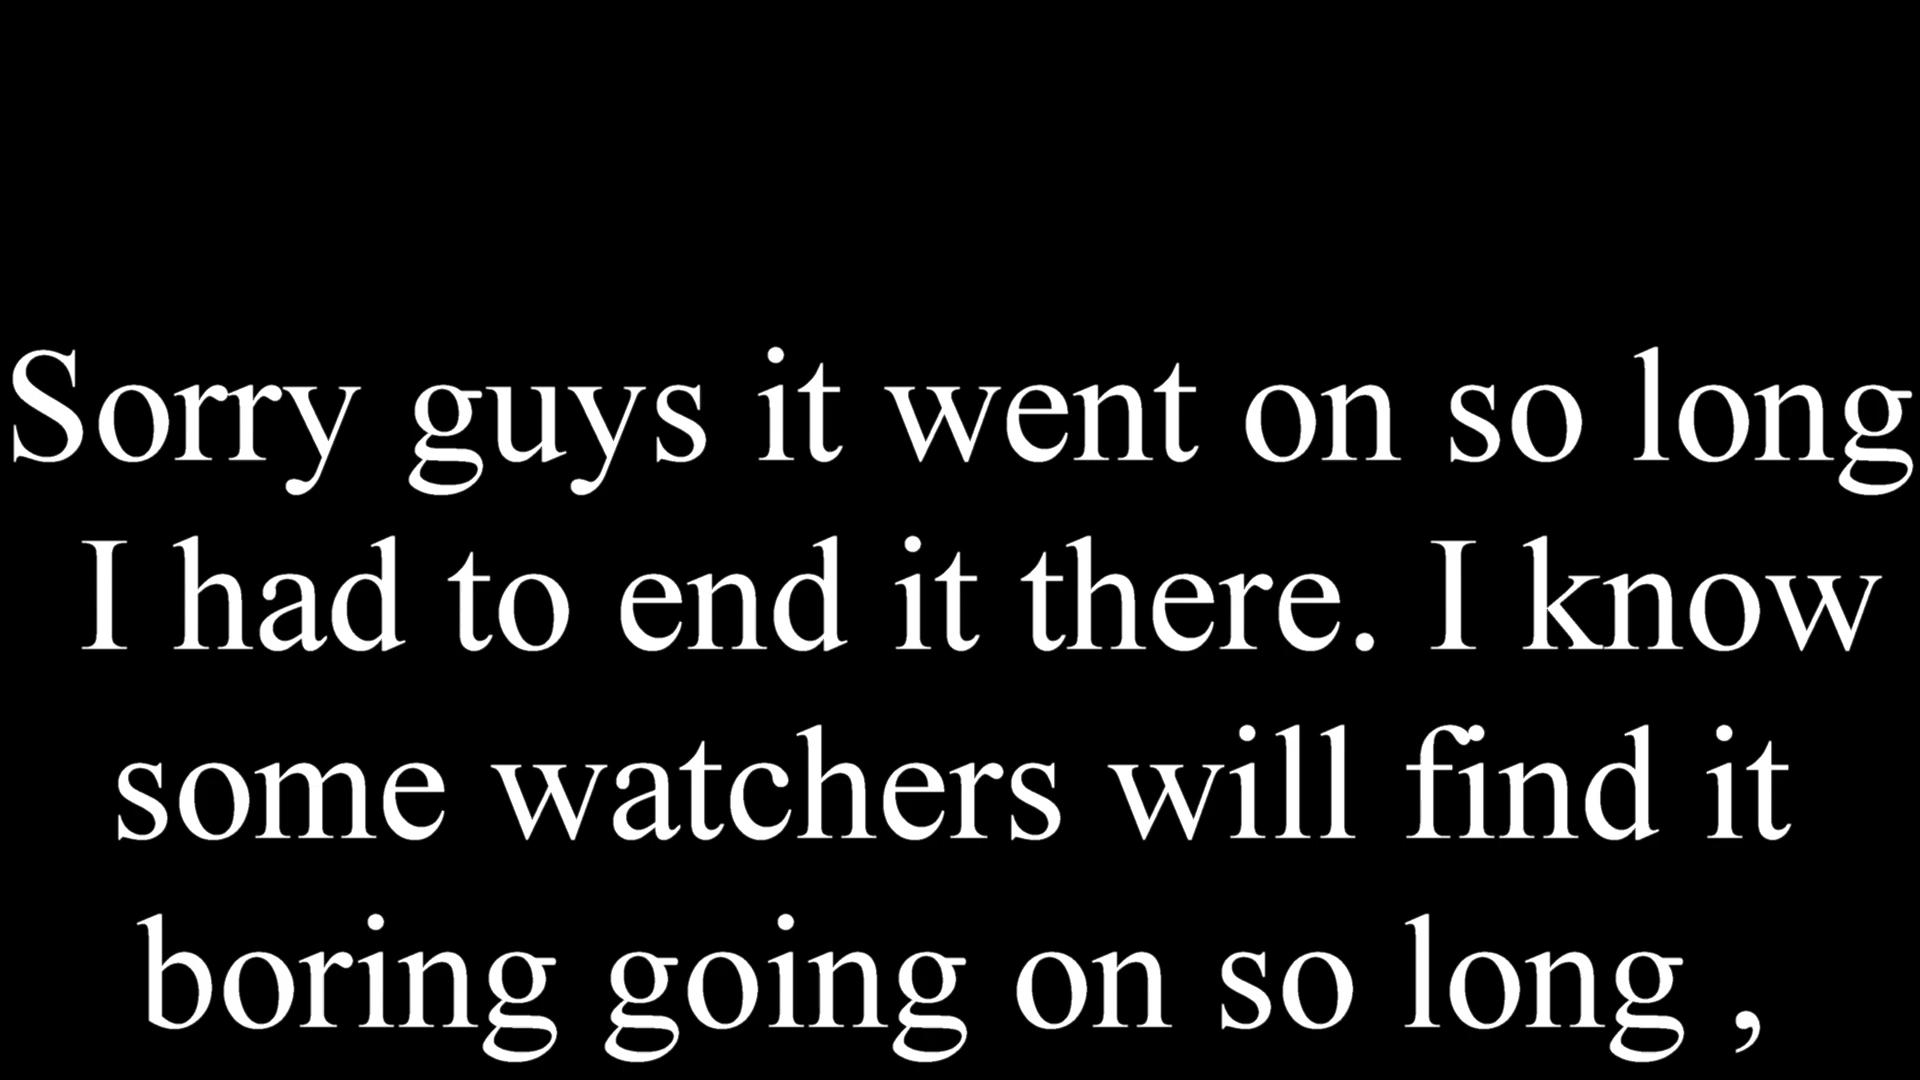 Sorry guys it went on so long
I had to end it there. I know
some watchers will find it
boring going on so long ,